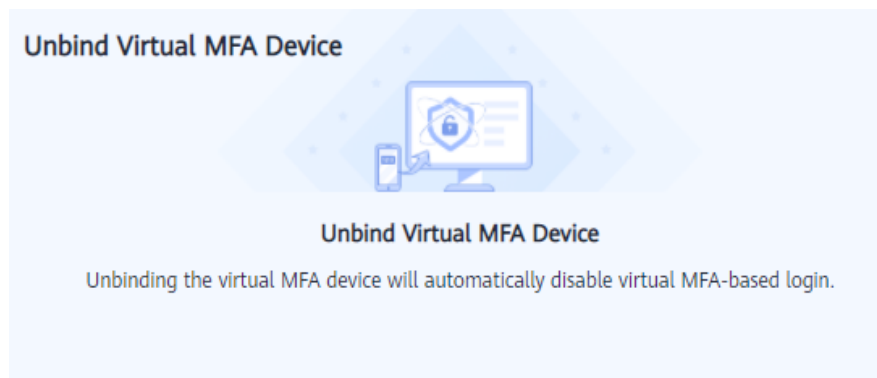 Unbind Virtual MFA Device
Unbind Virtual MFA Device
Unbinding the virtual MFA device will automatically disable virtual MFA-based login.